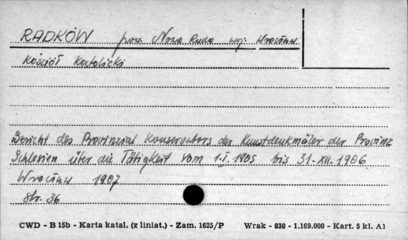 RADKÓW pow. Nowa Ruda woj. Wrocław
Kościół Katolicki
Bericht des Provinzial Konservators der Kunstdenkmäler der Provinz
Schlesien über die Tätigkeit vom 1.I.1905 bis 31.XII.1906
Wrocław 1907
Str. 36
CWD - B 15b - Karta katal. (z liniat.) - Zam. 1625/P Wrak - 830 - 1.169.000 - Kart. 5 kl. A1